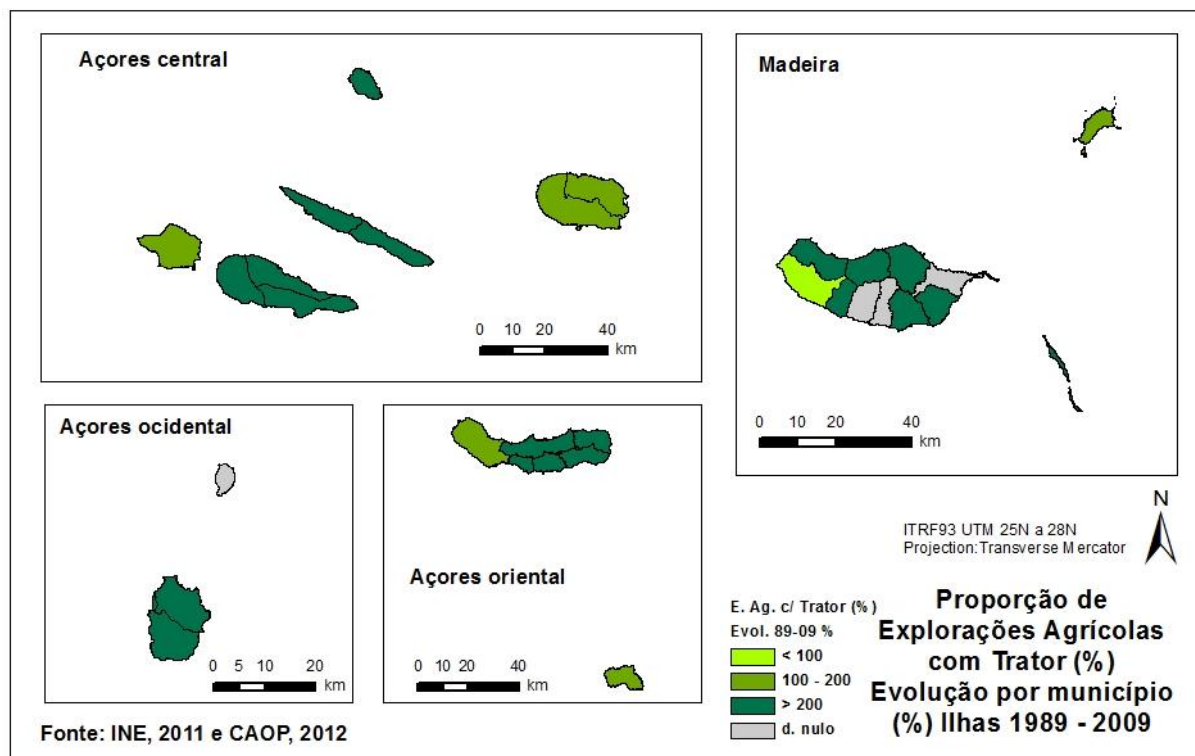 Açores central
0 10 20 40
km
Madeira
0 10 20 40
km
Açores ocidental
0 5 10 20
km
Açores oriental
0 10 20 40
km
N
ITRF93 UTM 25N a 28N
Projection:Transverse Mercator
E. Ag. c/ Trator (%)
Evol. 89-09 %
< 100
100 - 200
> 200
d. nulo
Proporção de
Explorações Agrícolas
com Trator (%)
Evolução por município
(%) Ilhas 1989 - 2009
Fonte: INE, 2011 e CAOP, 2012